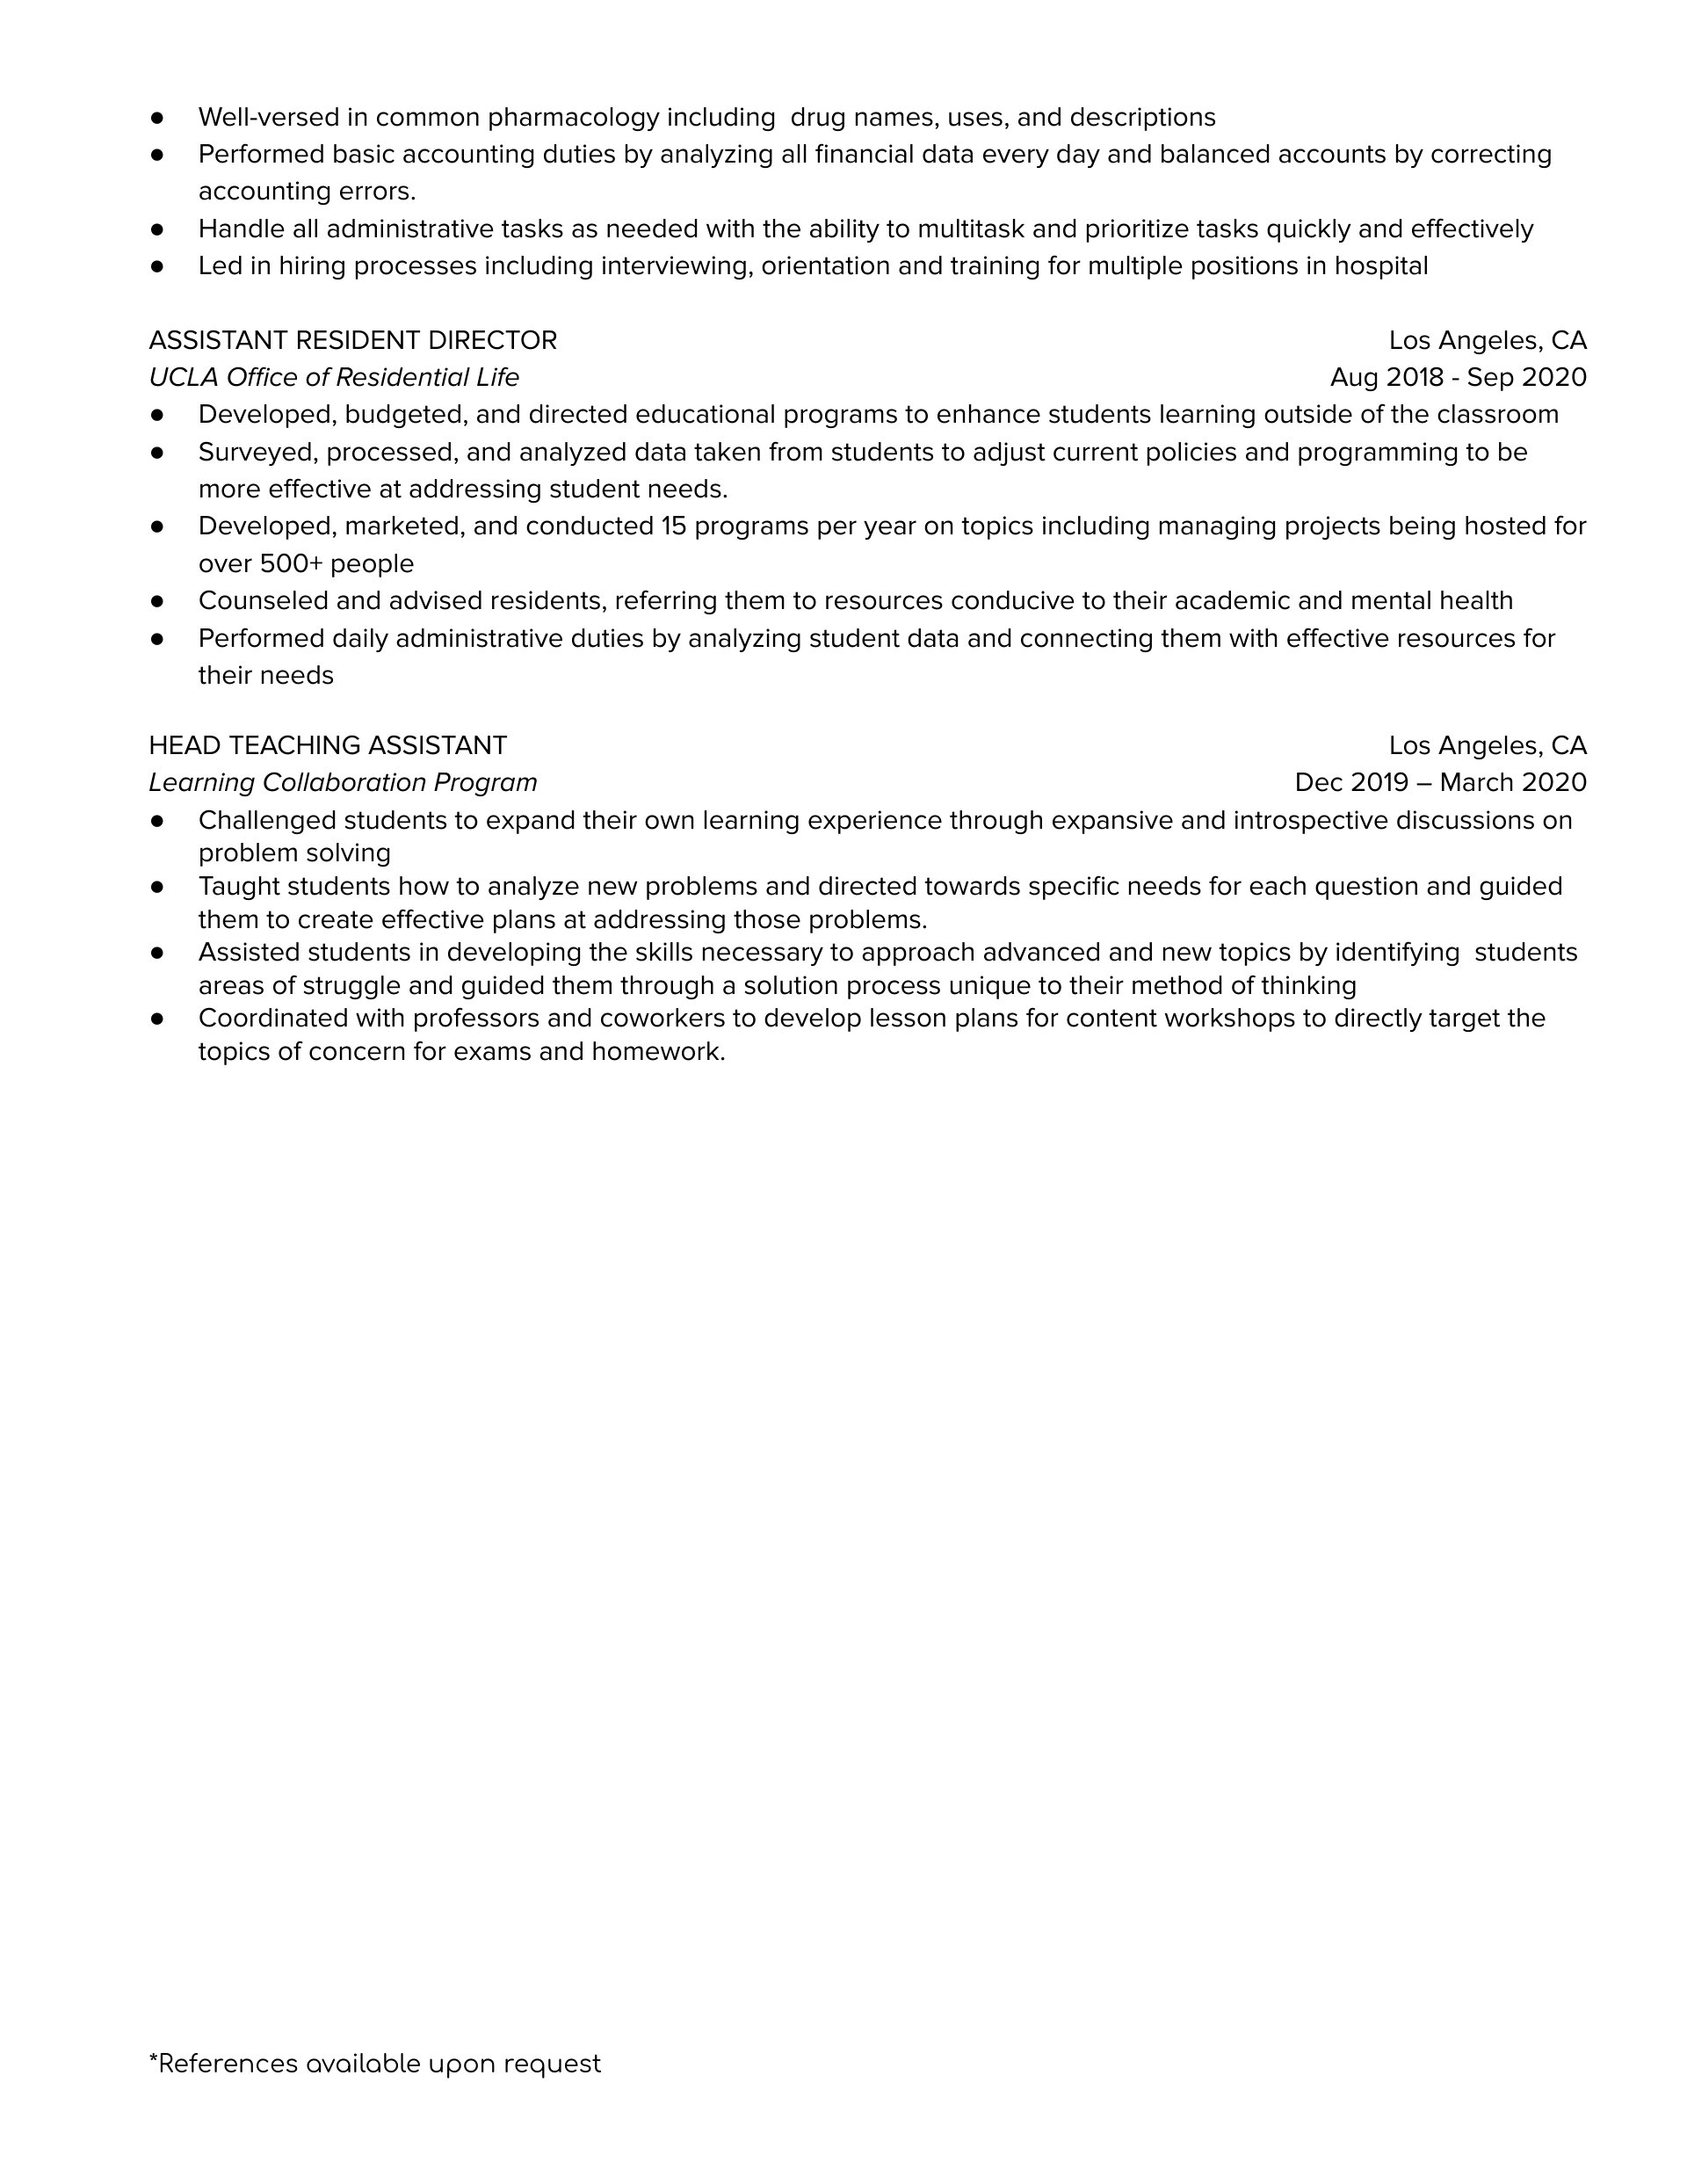 ● Well-versed in common pharmacology including  drug names, uses, and descriptions
● Performed basic accounting duties by analyzing all financial data every day and balanced accounts by correcting
accounting errors.
● Handle all administrative tasks as needed with the ability to multitask and prioritize tasks quickly and effectively
● Led in hiring processes including interviewing, orientation and training for multiple positions in hospital
ASSISTANT RESIDENT DIRECTOR Los Angeles, CA
UCLA Office of Residential Life Aug 2018 - Sep 2020
● Developed, budgeted, and directed educational programs to enhance students learning outside of the classroom
● Surveyed, processed, and analyzed data taken from students to adjust current policies and programming to be
more effective at addressing student needs.
● Developed, marketed, and conducted 15 programs per year on topics including managing projects being hosted for
over 500+ people
● Counseled and advised residents, referring them to resources conducive to their academic and mental health
● Performed daily administrative duties by analyzing student data and connecting them with effective resources for
their needs
HEAD TEACHING ASSISTANT Los Angeles, CA
Learning Collaboration Program Dec 2019 – March 2020
● Challenged students to expand their own learning experience through expansive and introspective discussions on
problem solving
● Taught students how to analyze new problems and directed towards specific needs for each question and guided
them to create effective plans at addressing those problems.
● Assisted students in developing the skills necessary to approach advanced and new topics by identifying  students
areas of struggle and guided them through a solution process unique to their method of thinking
● Coordinated with professors and coworkers to develop lesson plans for content workshops to directly target the
topics of concern for exams and homework.
*References available upon request